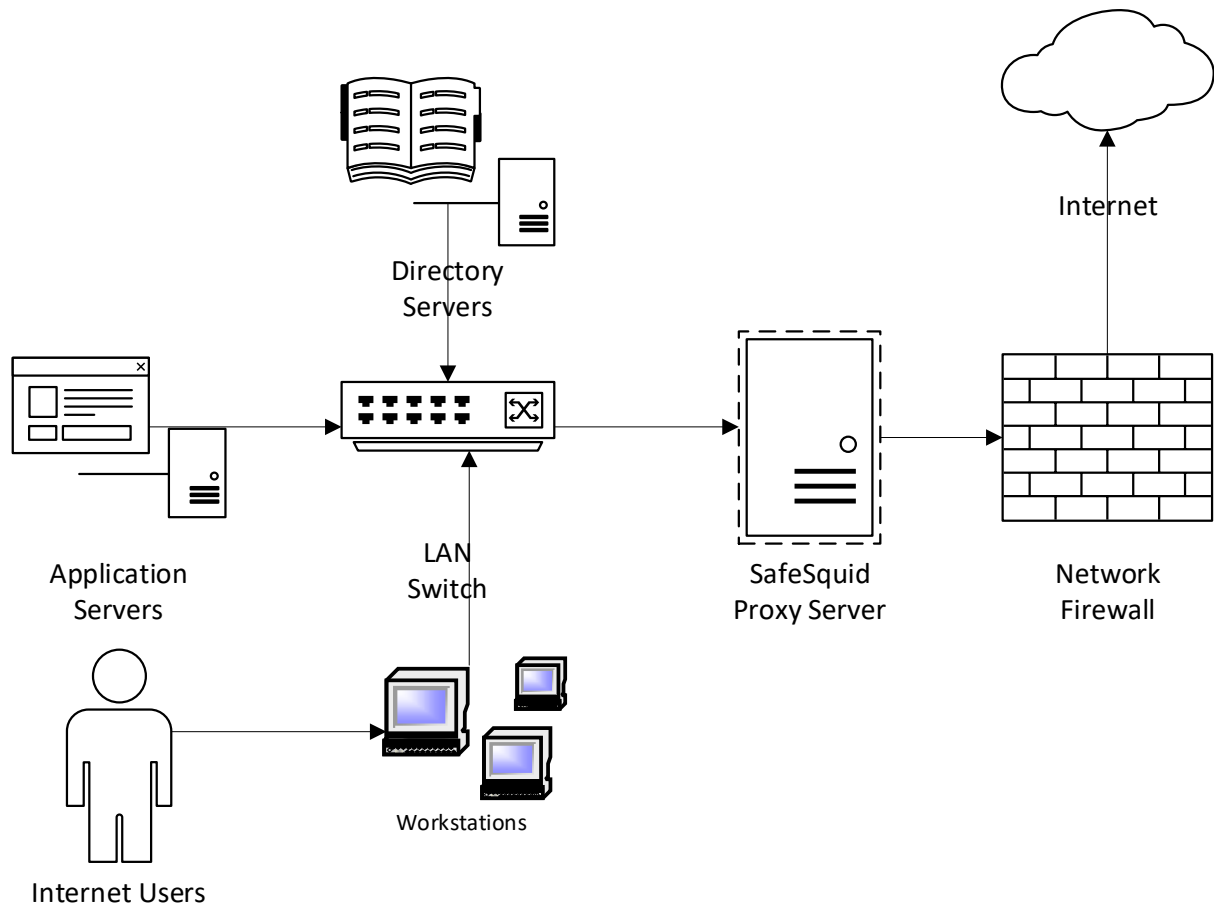 Internet
Directory
Servers
LAN
Switch
Application
Servers
SafeSquid
Proxy Server
Network
Firewall
Workstations
Internet Users